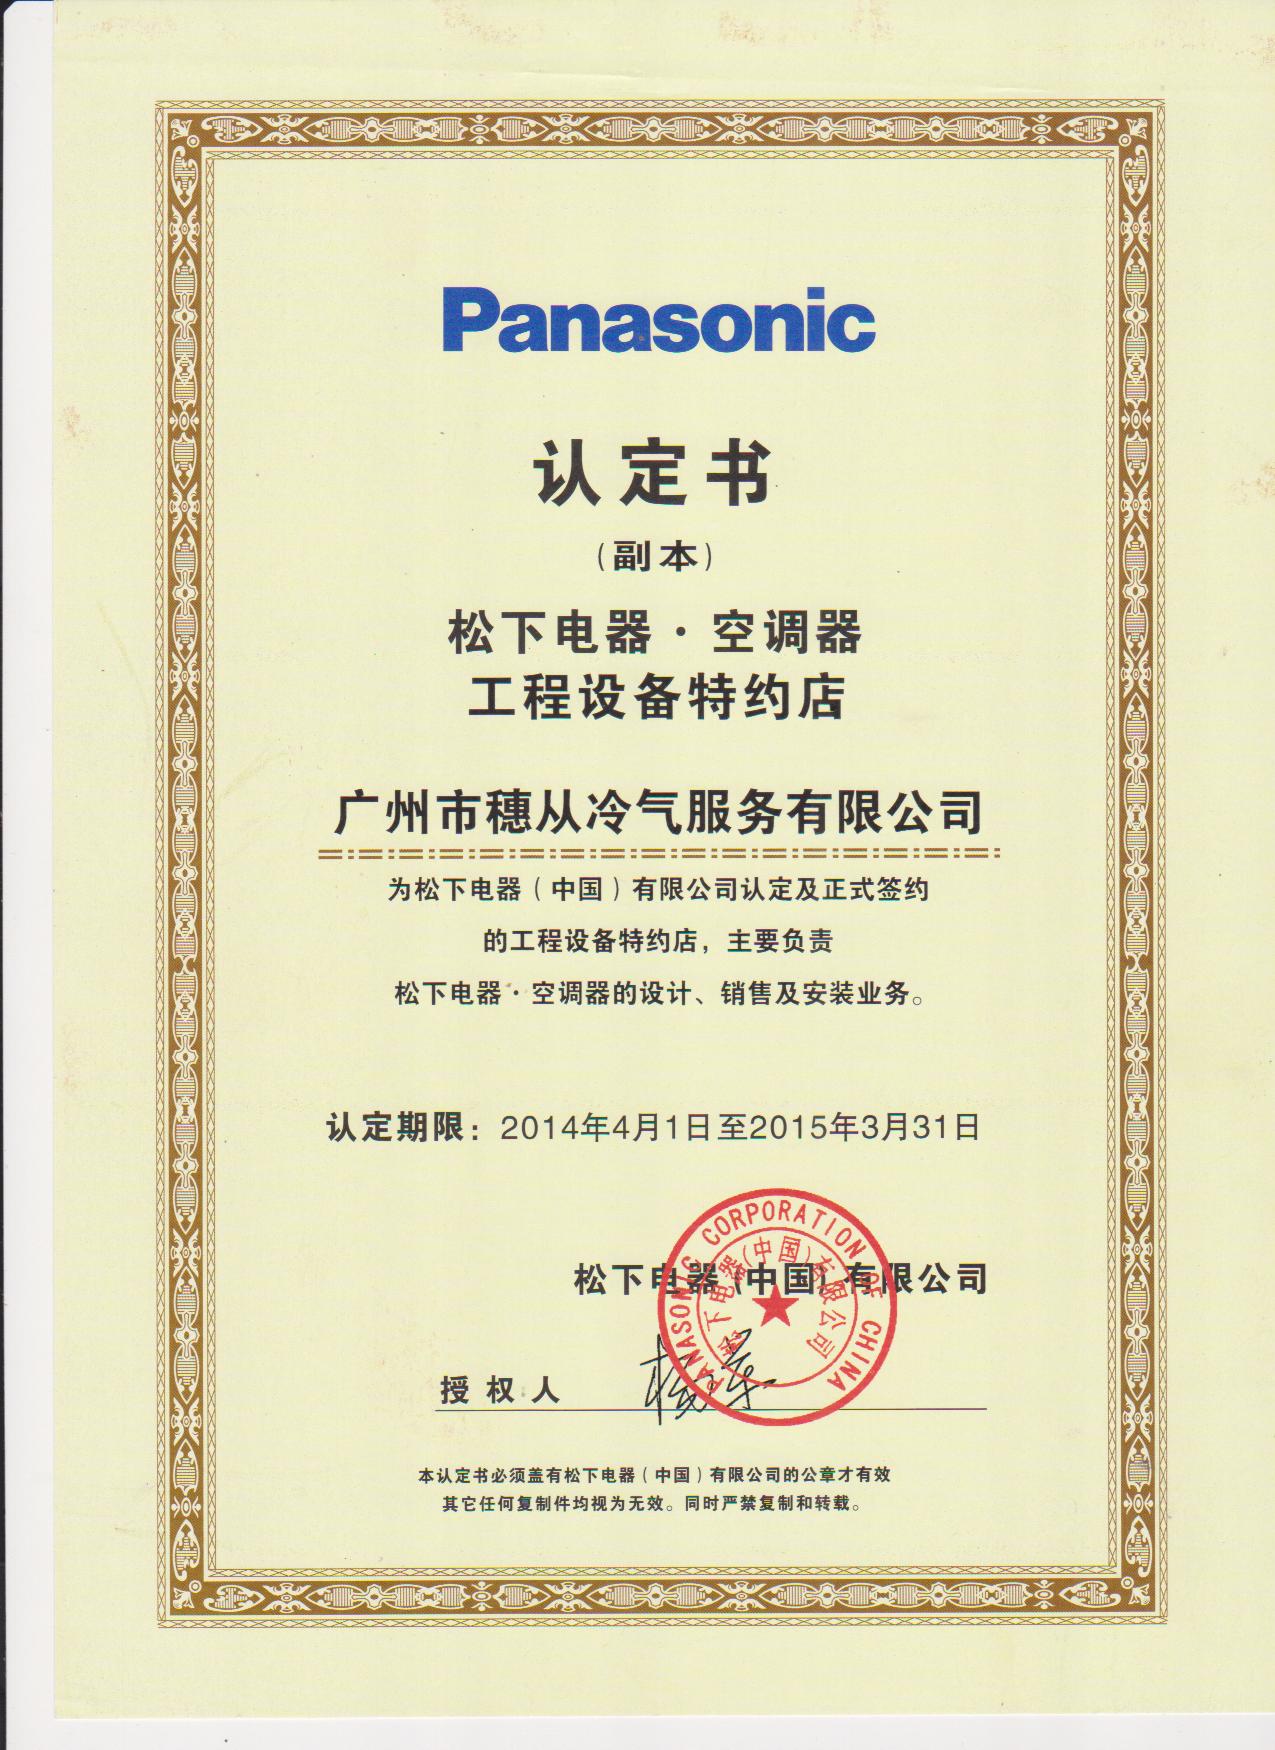 Panasonic
认定书
（副本）
松下电器·空调器
工程设备特约店
广州市穗从冷气服务有限公司
为松下电器（中国）有限公司认定及正式签约
的工程设备特约店，主要负责
松下电器·空调器的设计、销售及安装业务。
认定期限：2014年4月1日至2015年3月31日
松下电器（中国）有限公司
PANASONIC CORPORATION OF CHINA
松下电器(中国)有限公司
授权人
本认定书必须盖有松下电器（中国）有限公司的公章才有效
其它任何复制件均视为无效。同时严禁复制和转载。